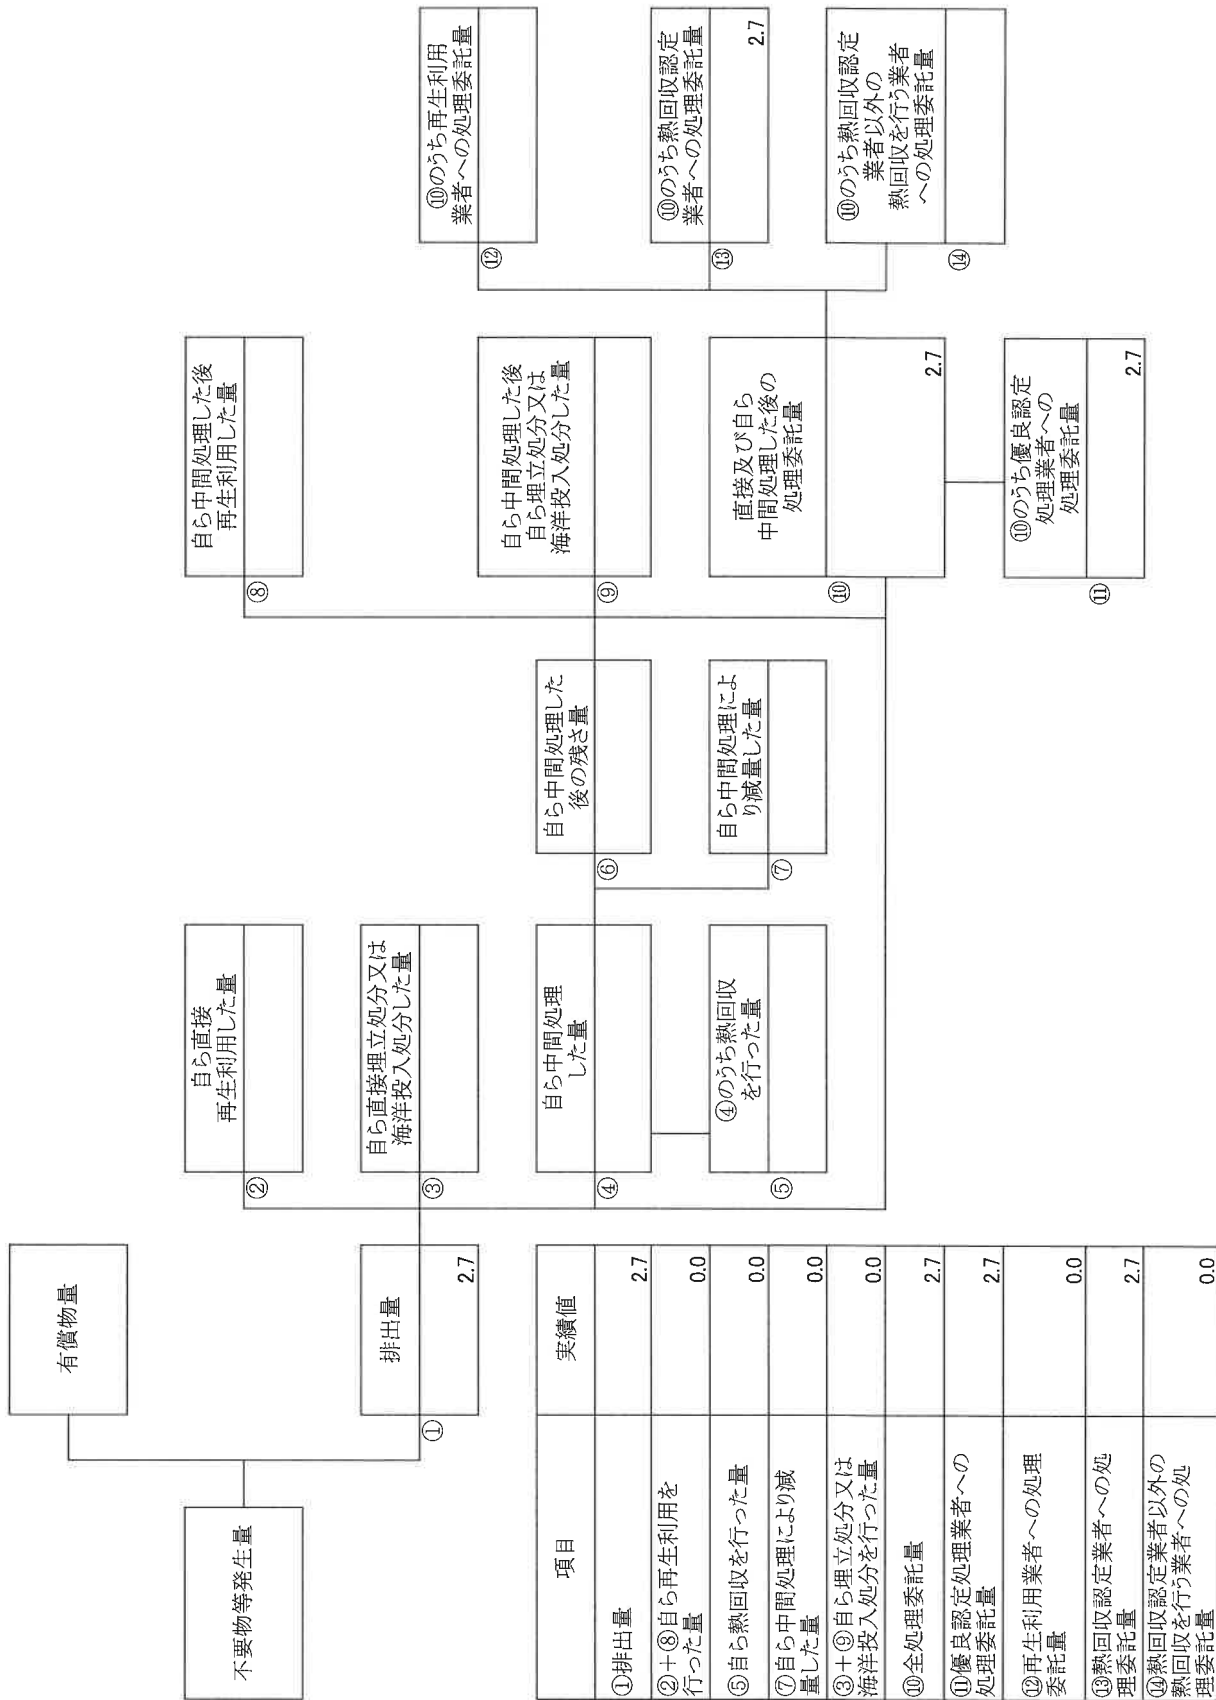 有償物量
不要物等発生量
排出量
①
2.7
自ら直接
再生利用した量
②
自ら直接埋立処分又は
海洋投入処分した量
③
自ら中間処理
した量
④
④のうち熱回収
を行った量
⑤
自ら中間処理した
後の残さ量
⑥
自ら中間処理によ
り減量した量
⑦
自ら中間処理した後
再生利用した量
⑧
自ら中間処理した後
自ら埋立処分又は
海洋投入処分した量
⑨
直接及び自ら
中間処理した後の
処理委託量
⑩
2.7
⑩のうち優良認定
処理業者への
処理委託量
⑪
2.7
⑩のうち再生利用
業者への処理委託量
⑫
⑩のうち熱回収認定
業者への処理委託量
⑬
2.7
⑩のうち熱回収認定
業者以外の
熱回収を行う業者
への処理委託量
⑭
項目 実績値
①排出量 2.7
②+⑧自ら再生利用を
行った量 0.0
⑤自ら熱回収を行った量 0.0
⑦自ら中間処理により減
量した量 0.0
③+⑨自ら埋立処分又は
海洋投入処分を行った量 0.0
⑩全処理委託量 2.7
⑪優良認定処理業者への
処理委託量 2.7
⑫再生利用業者への処理
委託量 0.0
⑬熱回収認定業者への処
理委託量 2.7
⑭熱回収認定業者以外の
熱回収を行う業者への処
理委託量 0.0